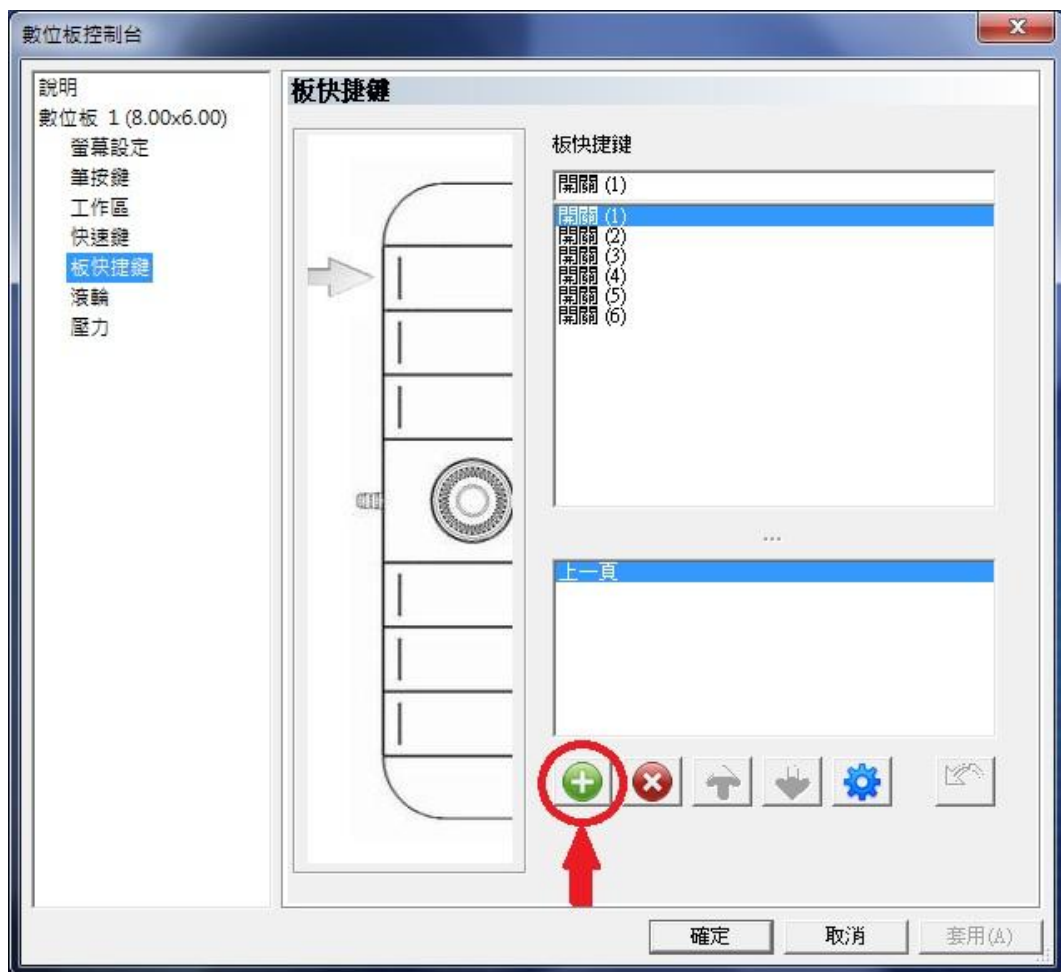 數位板控制台
說明
數位板 1 (8.00x6.00)
螢幕設定
筆按鍵
工作區
快速鍵
板快捷鍵
滾輪
壓力
板快捷鍵
板快捷鍵
開關 (1)
開關 (1)
開關 (2)
開關 (3)
開關 (4)
開關 (5)
開關 (6)
...
上一頁
確定
取消
套用(A)